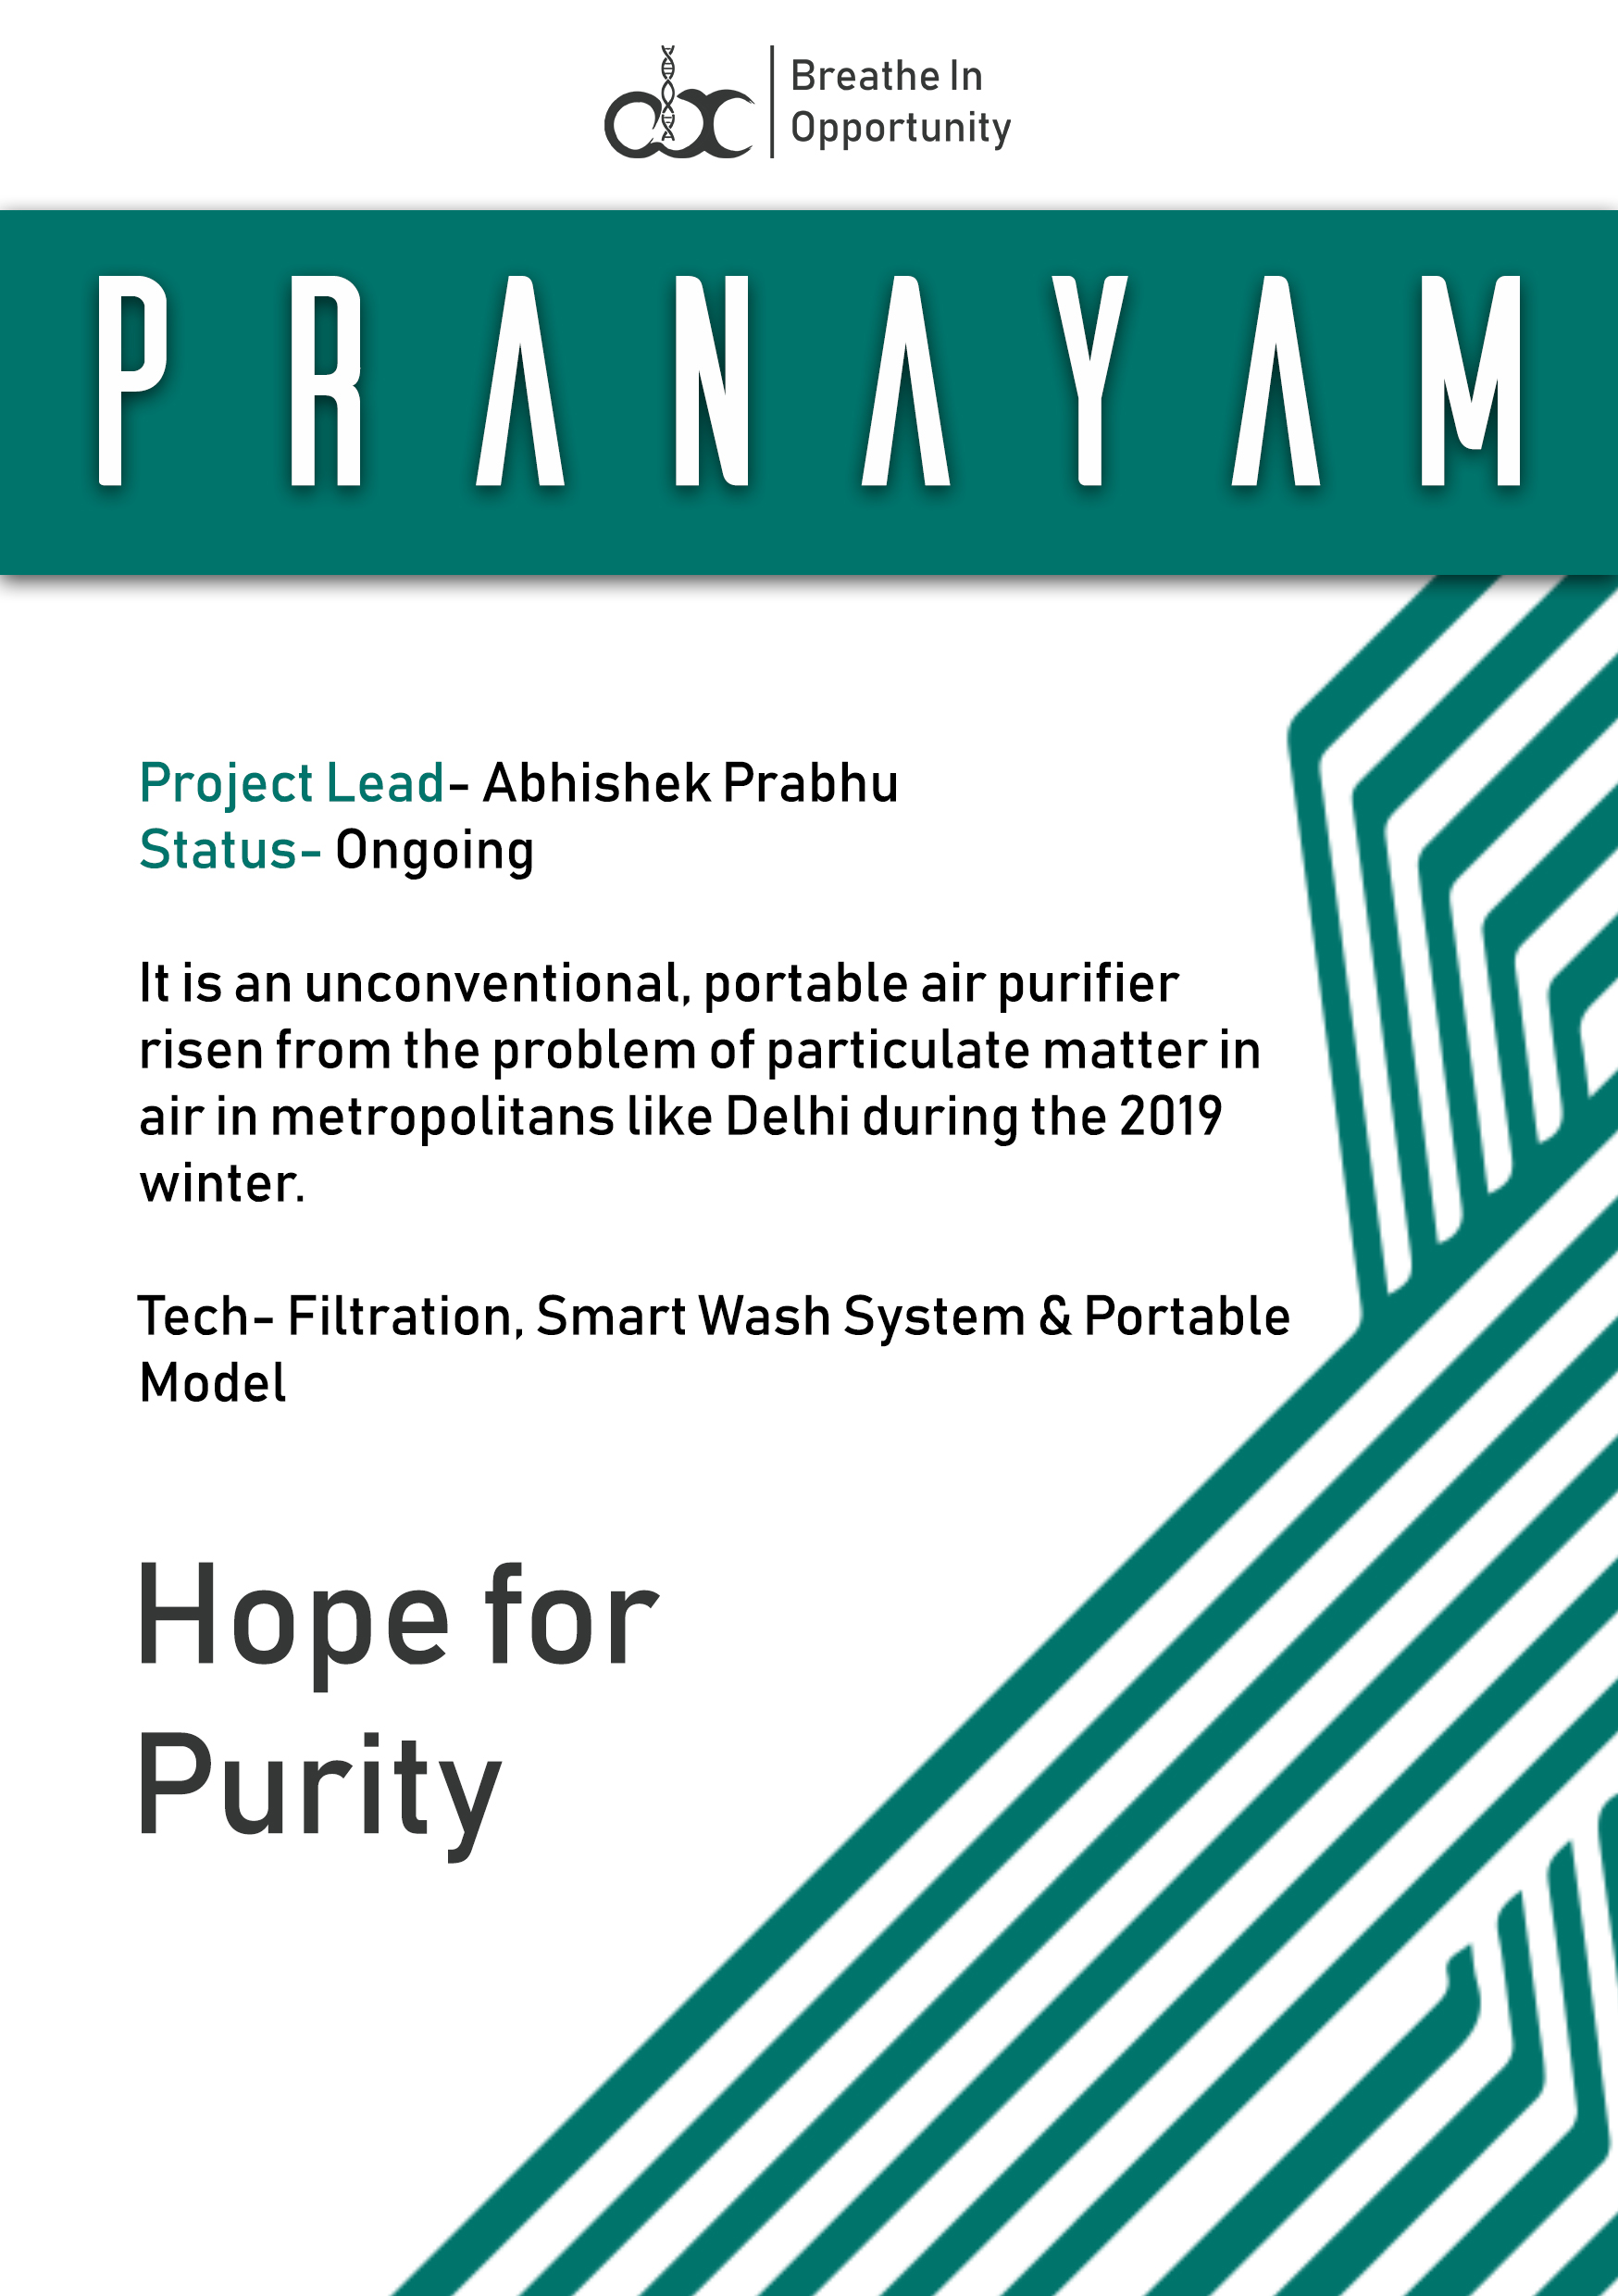 abc
Breathe In
Opportunity
PRANAYAM
Project Lead- Abhishek Prabhu
Status- Ongoing
It is an unconventional, portable air purifier
risen from the problem of particulate matter in
air in metropolitans like Delhi during the 2019
winter.
Tech- Filtration, Smart Wash System & Portable
Model
Hope for
Purity